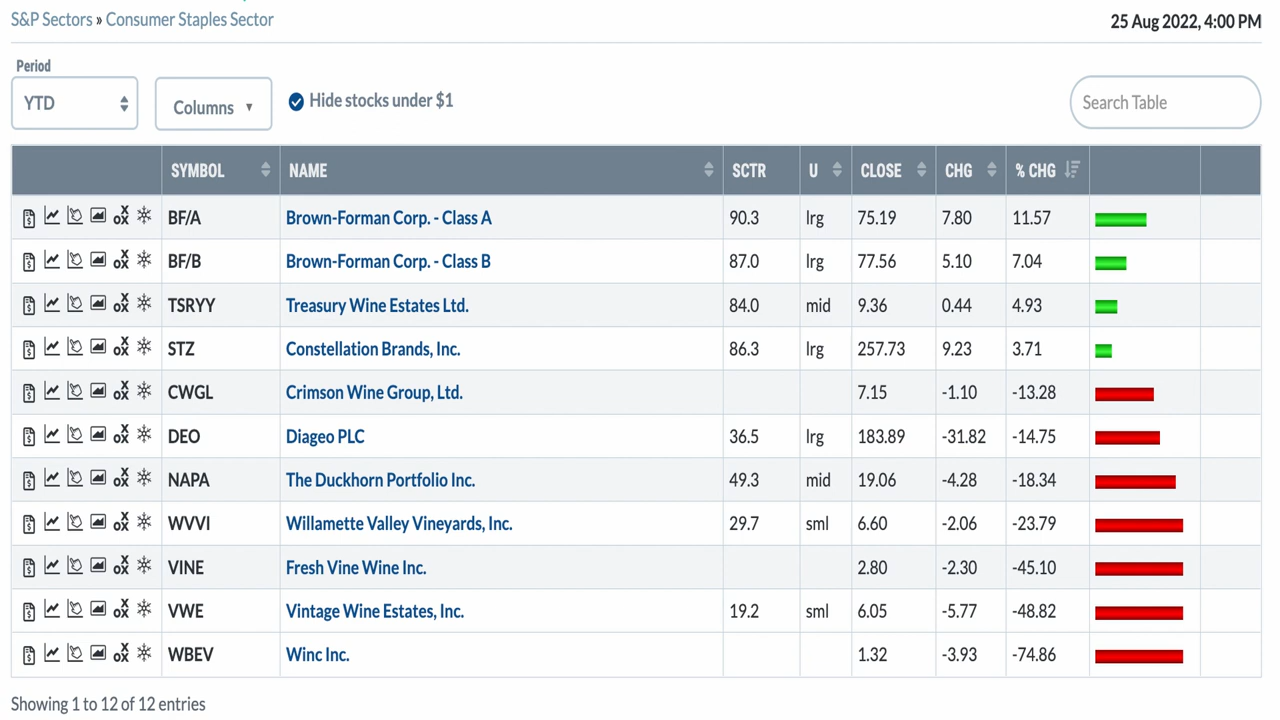 S&P Sectors » Consumer Staples Sector
25 Aug 2022, 4:00 PM
Period
YTD
Columns
Hide stocks under $1
Search Table
SYMBOL NAME SCTR U CLOSE CHG % CHG
BF/A Brown-Forman Corp. - Class A 90.3 lrg 75.19 7.80 11.57
BF/B Brown-Forman Corp. - Class B 87.0 lrg 77.56 5.10 7.04
TSRYY Treasury Wine Estates Ltd. 84.0 mid 9.36 0.44 4.93
STZ Constellation Brands, Inc. 86.3 lrg 257.73 9.23 3.71
CWGL Crimson Wine Group, Ltd. 7.15 -1.10 -13.28
DEO Diageo PLC 36.5 lrg 183.89 -31.82 -14.75
NAPA The Duckhorn Portfolio Inc. 49.3 mid 19.06 -4.28 -18.34
WVVI Willamette Valley Vineyards, Inc. 29.7 sml 6.60 -2.06 -23.79
VINE Fresh Vine Wine Inc. 2.80 -2.30 -45.10
VWE Vintage Wine Estates, Inc. 19.2 sml 6.05 -5.77 -48.82
WBEV Winc Inc. 1.32 -3.93 -74.86
Showing 1 to 12 of 12 entries